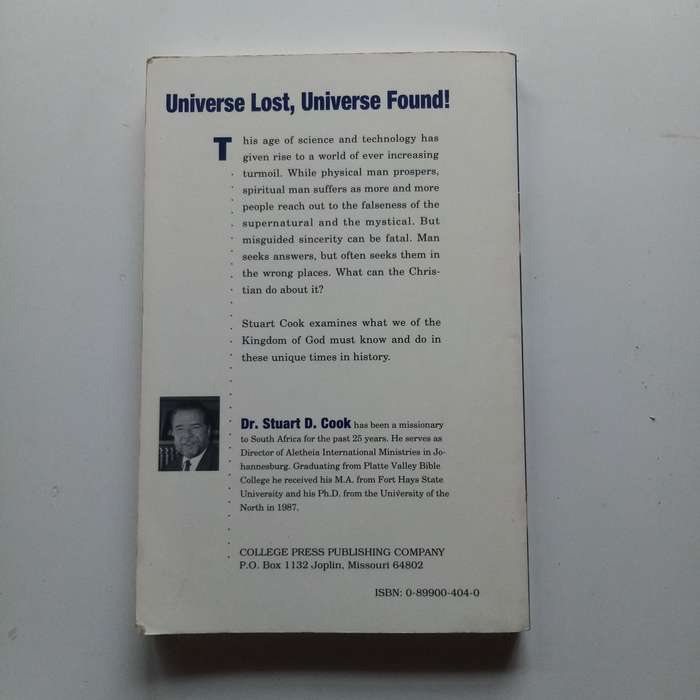 Universe Lost, Universe Found!
This age of science and technology has
given rise to a world of ever increasing
turmoil. While physical man prospers,
spiritual man suffers as more and more
people reach out to the falseness of the
supernatural and the mystical. But
misguided sincerity can be fatal. Man
seeks answers, but often seeks them in
the wrong places. What can the Chris-
tian do about it?
Stuart Cook examines what we of the
Kingdom of God must know and do in
these unique times in history.
Dr. Stuart D. Cook has been a missionary
to South Africa for the past 25 years. He serves as
Director of Aletheia International Ministries in Jo-
hannesburg. Graduating from Platte Valley Bible
College he received his M.A. from Fort Hays State
University and his Ph.D. from the University of the
North in 1987.
COLLEGE PRESS PUBLISHING COMPANY
P.O. Box 1132 Joplin, Missouri 64802
ISBN: 0-89900-404-0